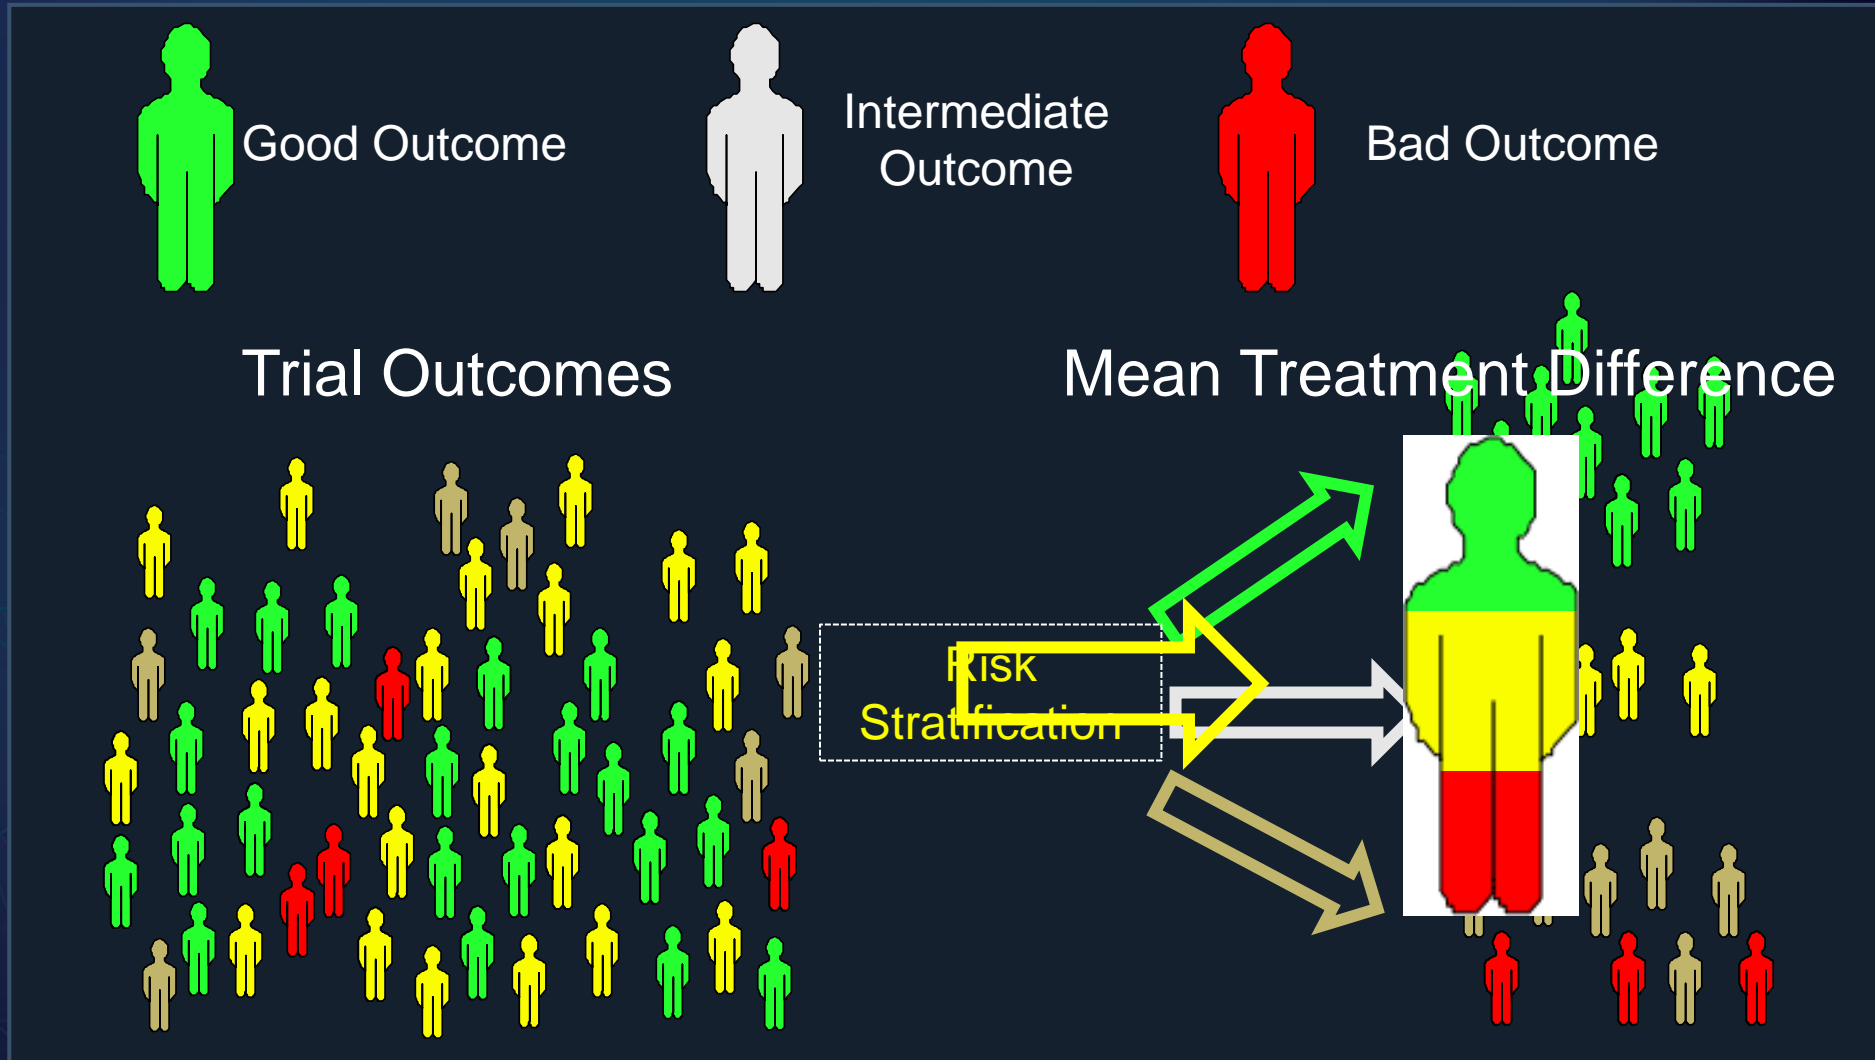 Good Outcome
Intermediate
Outcome
Bad Outcome
Trial Outcomes
Mean Treatment Difference
Risk
Stratification